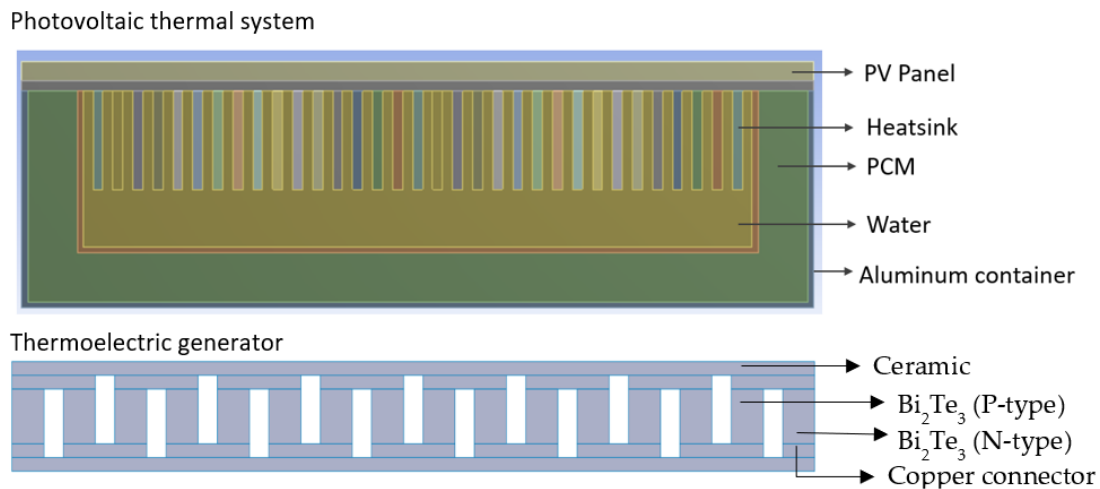 Photovoltaic thermal system
PV Panel
Heatsink
PCM
Water
Aluminum container
Thermoelectric generator
Ceramic
Bi₂Te₃ (P-type)
Bi₂Te₃ (N-type)
Copper connector